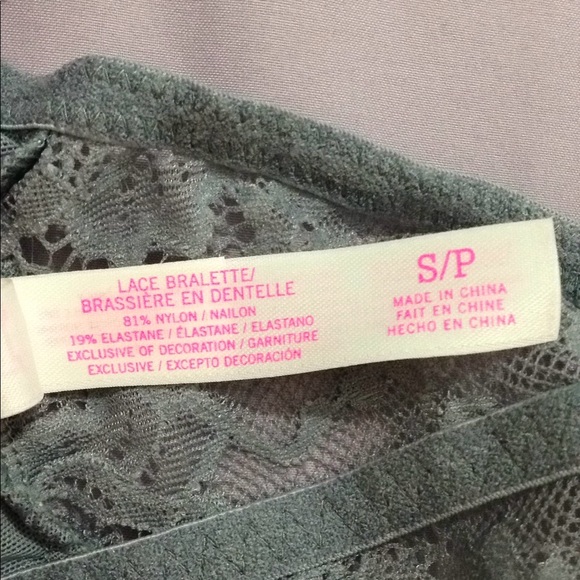 LACE BRALETTE/
BRASSIÈRE EN DENTELLE
81% NYLON / NAILON
19% ELASTANE / ÉLASTANE / ELASTANO
EXCLUSIVE OF DECORATION / GARNITURE
EXCLUSIVE / EXCEPTO DECORACIÓN
S/P
MADE IN CHINA
FAIT EN CHINE
HECHO EN CHINA